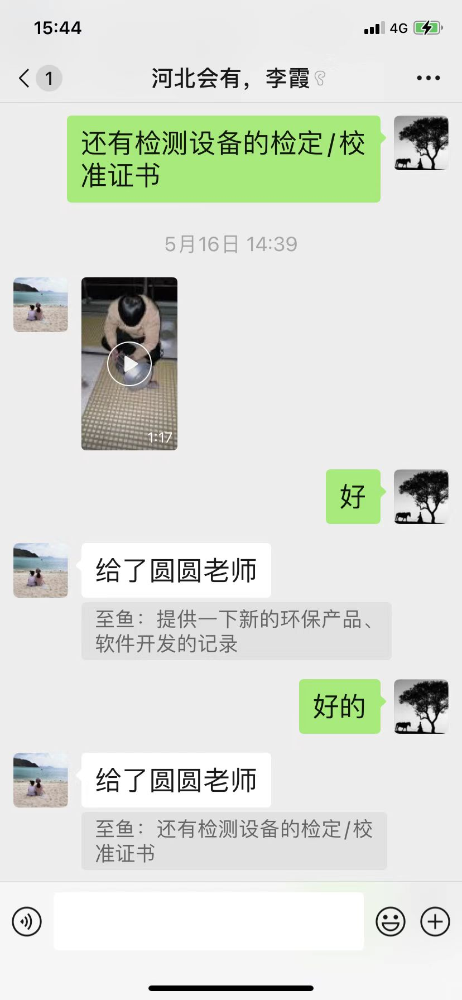 15:44
4G
1
河北会有，李霞
还有检测设备的检定/校
准证书
5月16日 14:39
1:17
好
给了圆圆老师
至鱼：提供一下新的环保产品、
软件开发的记录
好的
给了圆圆老师
至鱼：还有检测设备的检定/校
准证书